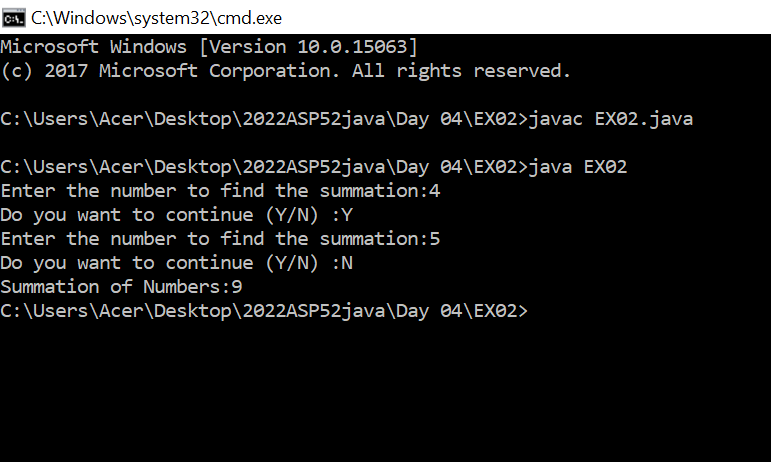 C:\Windows\system32\cmd.exe
Microsoft Windows [Version 10.0.15063]
(c) 2017 Microsoft Corporation. All rights reserved.
C:\Users\Acer\Desktop\2022ASP52java\Day 04\EX02>javac EX02.java
C:\Users\Acer\Desktop\2022ASP52java\Day 04\EX02>java EX02
Enter the number to find the summation:4
Do you want to continue (Y/N) :Y
Enter the number to find the summation:5
Do you want to continue (Y/N) :N
Summation of Numbers:9
C:\Users\Acer\Desktop\2022ASP52java\Day 04\EX02>